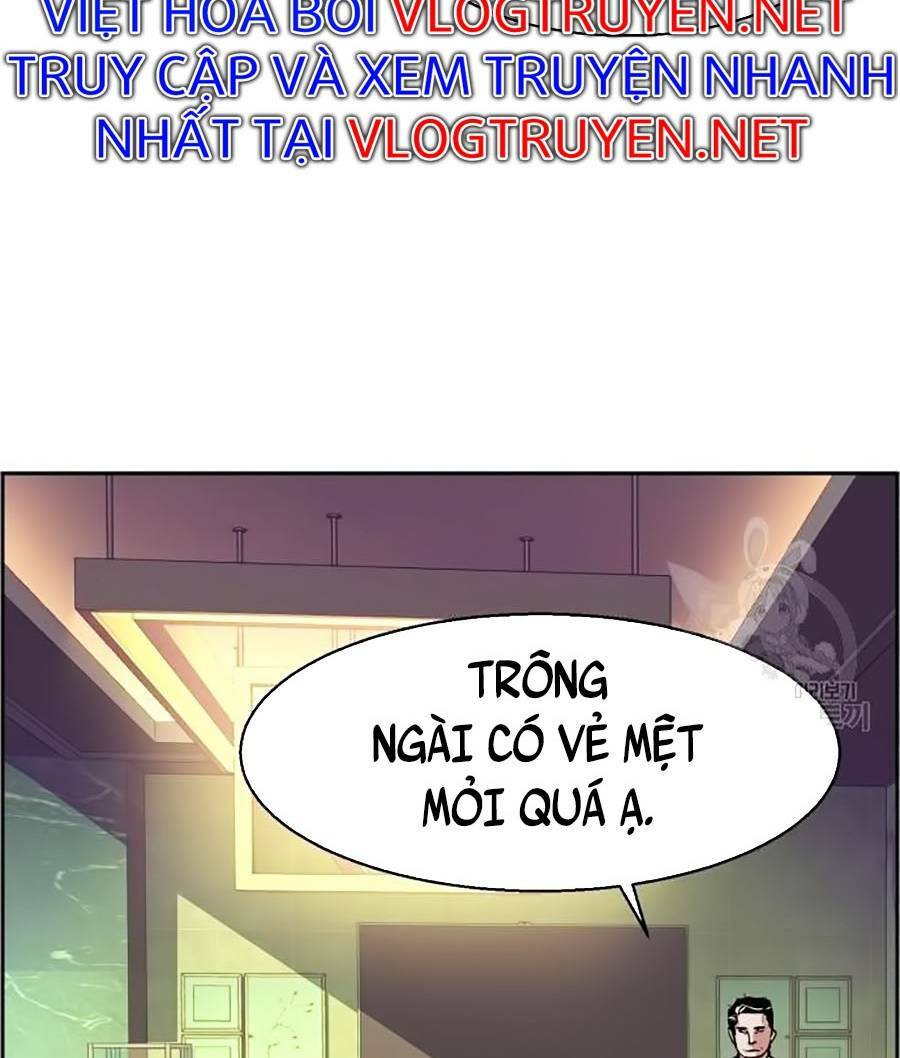 VIỆT HÓA BỞI VLOGTRUYEN.NET
TRUY CẬP VÀ XEM TRUYỆN NHANH
NHẤT TẠI VLOGTRUYEN.NET
TRÔNG
NGÀI CÓ VẺ MỆT
MỎI QUÁ Ạ.